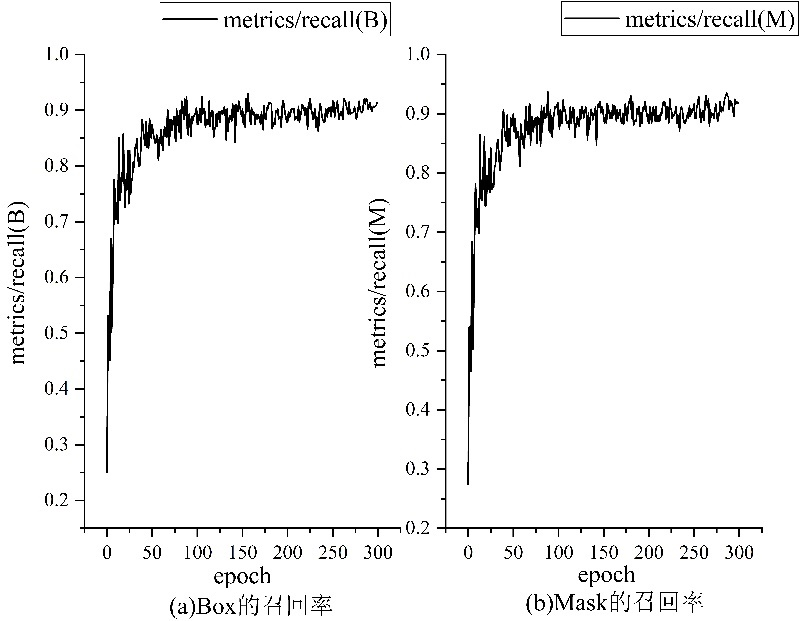 metrics/recall(B)
1.0
0.9
0.8
0.7
0.6
0.5
0.4
0.3
0.2
metrics/recall(B)
0 50 100 150 200 250 300
epoch
(a)Box的召回率
metrics/recall(M)
1.0
0.9
0.8
0.7
0.6
0.5
0.4
0.3
0.2
metrics/recall(M)
0 50 100 150 200 250 300
epoch
(b)Mask的召回率